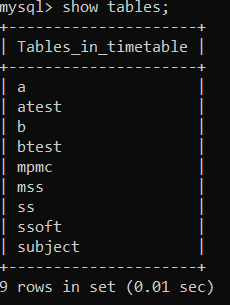 mysql> show tables;
+---------------------+
| Tables_in_timetable |
+---------------------+
| a                   |
| atest               |
| b                   |
| btest               |
| mpmc                |
| mss                 |
| ss                  |
| ssoft               |
| subject             |
+---------------------+
9 rows in set (0.01 sec)